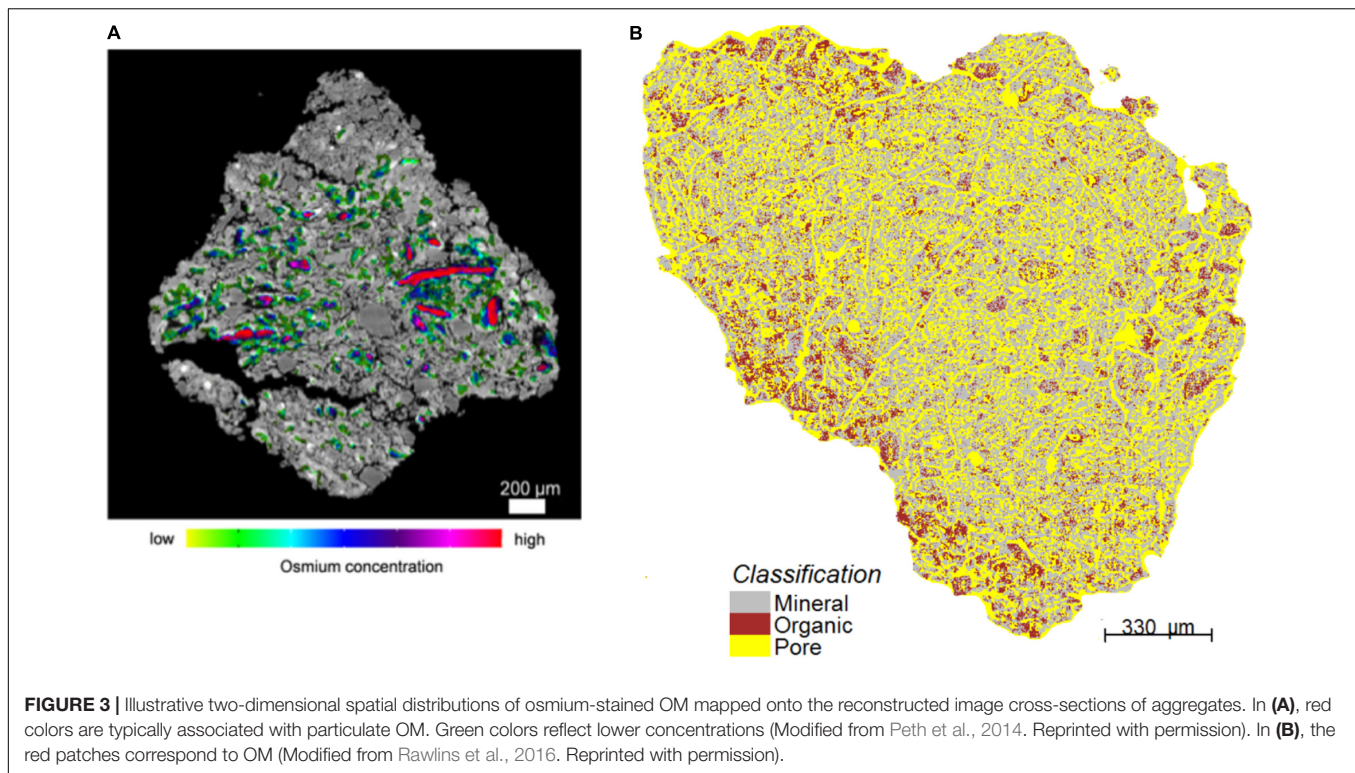 A
200 µm
low
high
Osmium concentration
B
Classification
Mineral
Organic
Pore
330 µm
FIGURE 3 | Illustrative two-dimensional spatial distributions of osmium-stained OM mapped onto the reconstructed image cross-sections of aggregates. In (A), red
colors are typically associated with particulate OM. Green colors reflect lower concentrations (Modified from Peth et al., 2014. Reprinted with permission). In (B), the
red patches correspond to OM (Modified from Rawlins et al., 2016. Reprinted with permission).